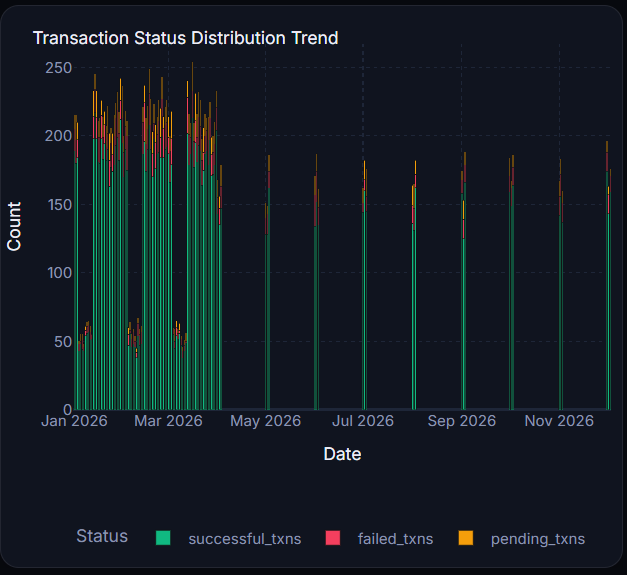 Transaction Status Distribution Trend
250
200
150
100
50
0
Count
Jan 2026 Mar 2026 May 2026 Jul 2026 Sep 2026 Nov 2026
Date
Status successful_txns failed_txns pending_txns